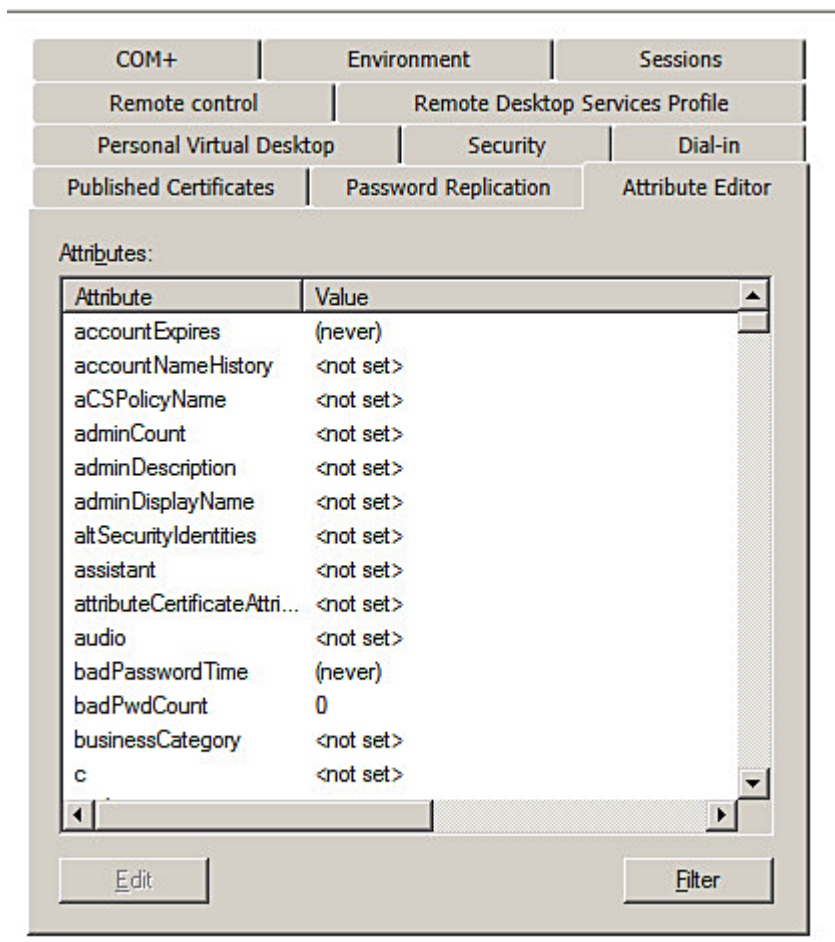 COM+ Environment Sessions
Remote control Remote Desktop Services Profile
Personal Virtual Desktop Security Dial-in
Published Certificates Password Replication Attribute Editor
Attributes:
Attribute Value
accountExpires (never)
accountNameHistory <not set>
aCSPolicyName <not set>
adminCount <not set>
adminDescription <not set>
adminDisplayName <not set>
altSecurityIdentities <not set>
assistant <not set>
attributeCertificateAttri... <not set>
audio <not set>
badPasswordTime (never)
badPwdCount 0
businessCategory <not set>
c <not set>
Edit Filter